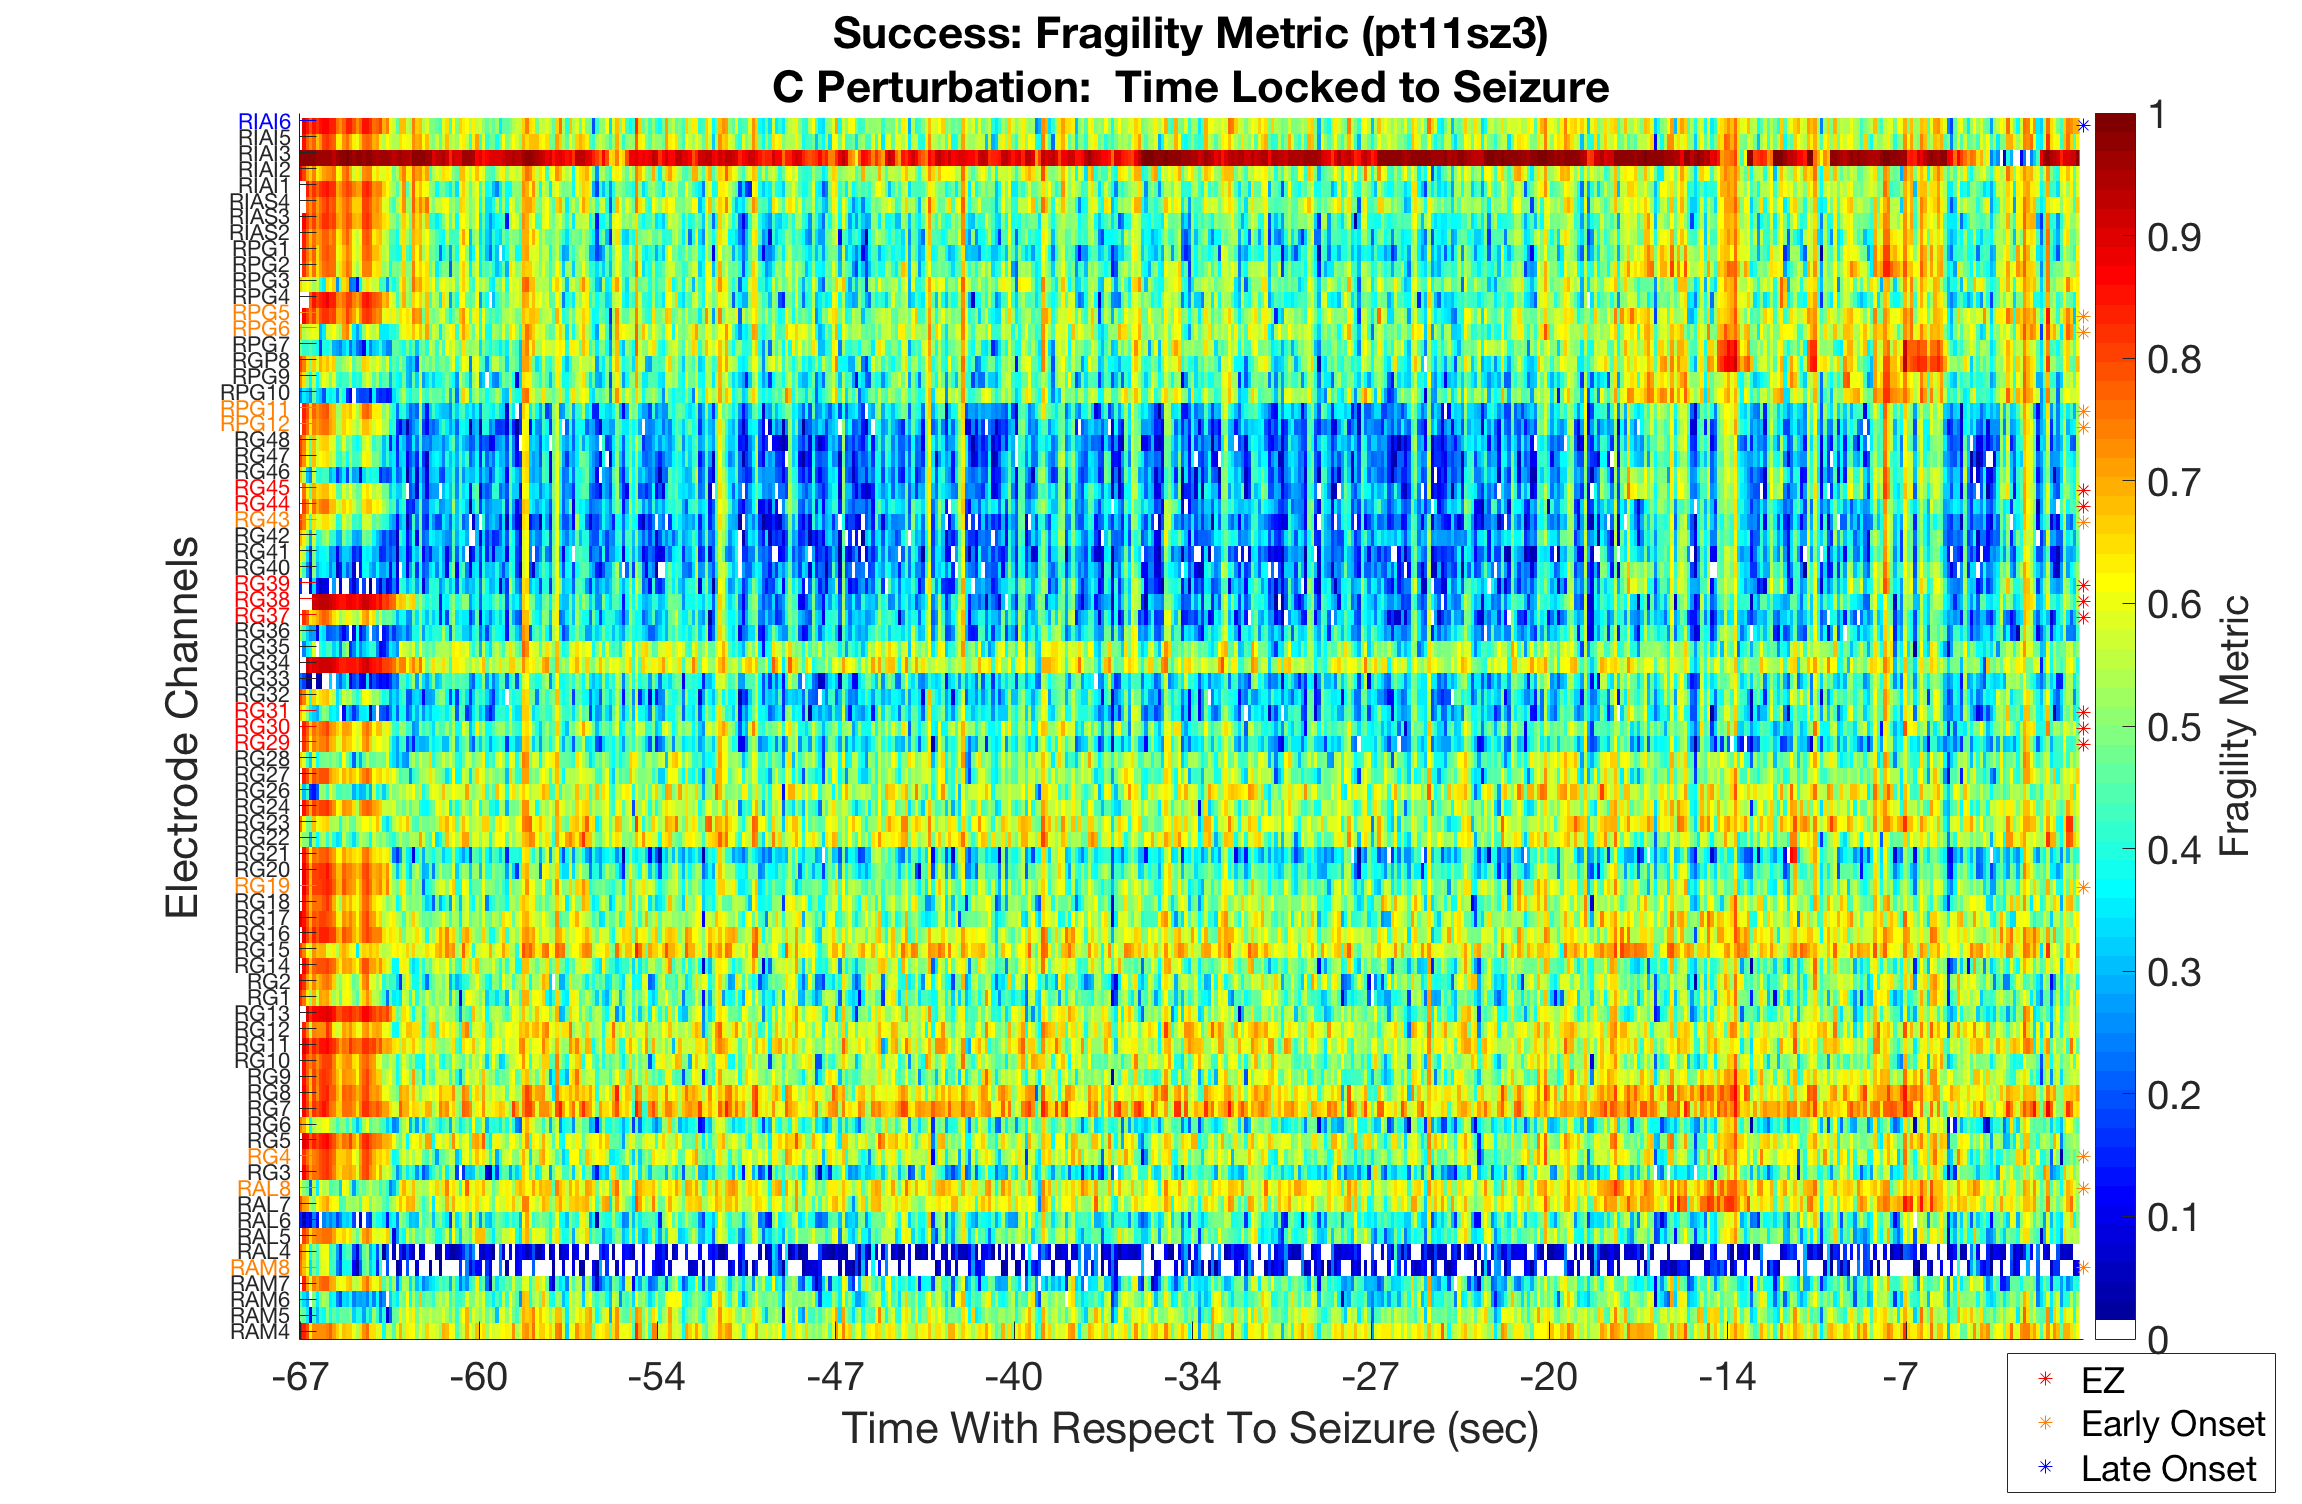 Success: Fragility Metric (pt11sz3)
C Perturbation:  Time Locked to Seizure
Electrode Channels
RIAI6
RIAI5
RIAI3
RIAI2
RIAI1
RIAS4
RIAS3
RIAS2
RPG1
RPG2
RPG3
RPG4
RPG5
RPG6
RPG7
RGP8
RPG9
RPG10
RPG11
RPG12
RG48
RG47
RG46
RG45
RG44
RG43
RG42
RG41
RG40
RG39
RG38
RG37
RG36
RG35
RG34
RG33
RG32
RG31
RG30
RG29
RG28
RG27
RG26
RG24
RG23
RG22
RG21
RG20
RG19
RG18
RG17
RG16
RG15
RG14
RG2
RG1
RG13
RG12
RG11
RG10
RG9
RG8
RG7
RG6
RG5
RG4
RG3
RAL8
RAL7
RAL6
RAL5
RAL4
RAM8
RAM7
RAM6
RAM5
RAM4
-67 -60 -54 -47 -40 -34 -27 -20 -14 -7
Time With Respect To Seizure (sec)
1
0.9
0.8
0.7
0.6
0.5
0.4
0.3
0.2
0.1
0
Fragility Metric
EZ
Early Onset
Late Onset